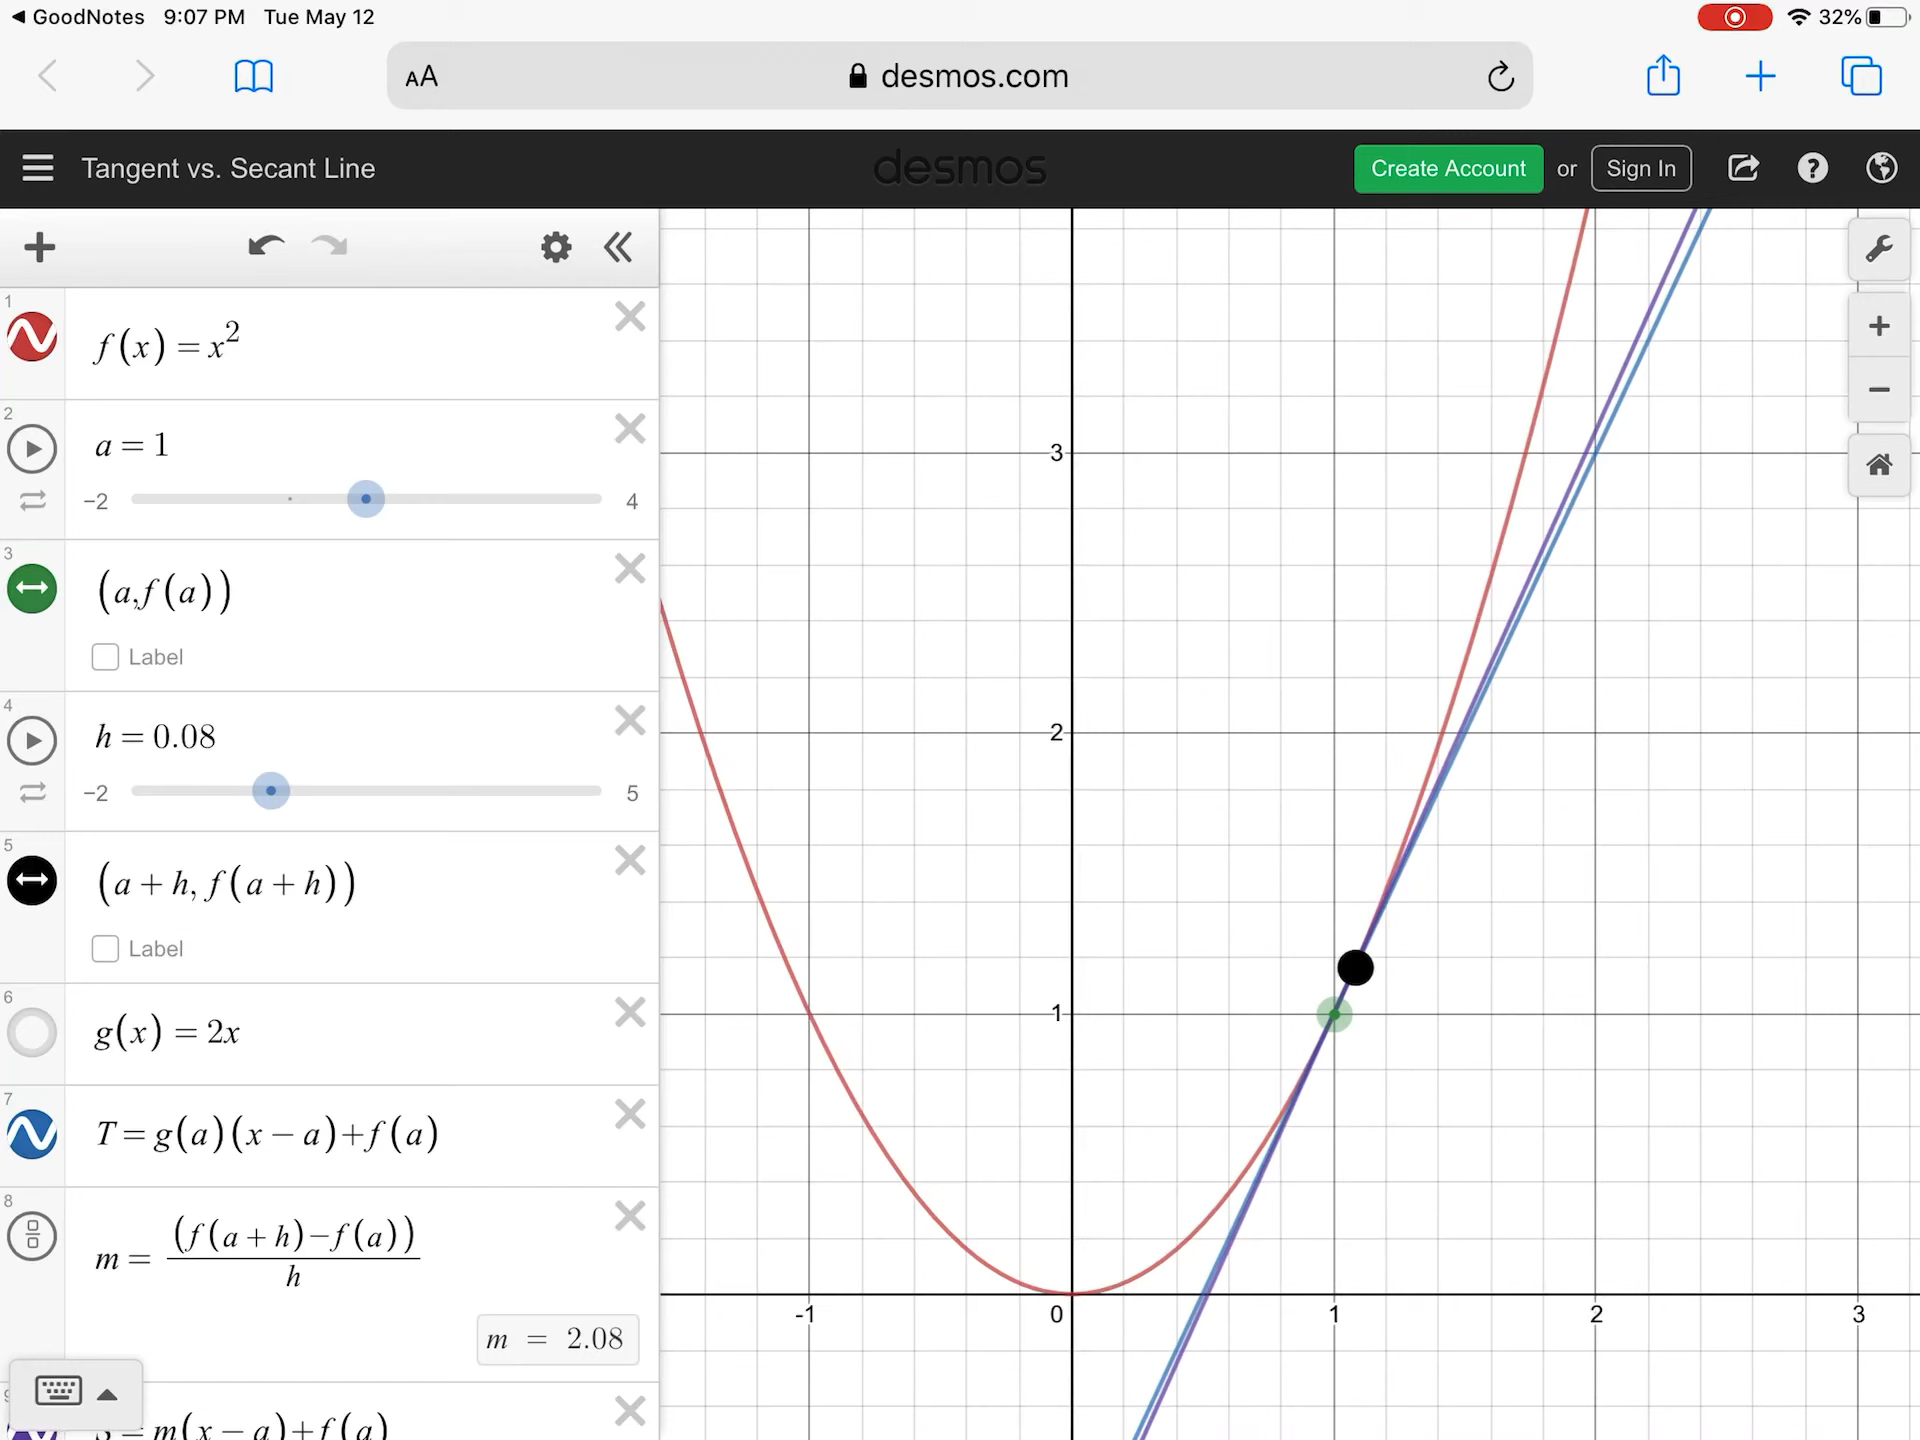 GoodNotes 9:07 PM Tue May 12 32%
AA desmos.com
Tangent vs. Secant Line desmos Create Account or Sign In
1
f(x) = x²
2
a = 1
−2 4
3
(a, f(a))
Label
4
h = 0.08
−2 5
5
(a + h, f(a + h))
Label
6
g(x) = 2x
7
T = g(a)(x − a)+f(a)
8
m = (f(a + h)−f(a))
h
m = 2.08
= m(x − a)+f(a)
3
2
1
-1 0 1 2 3